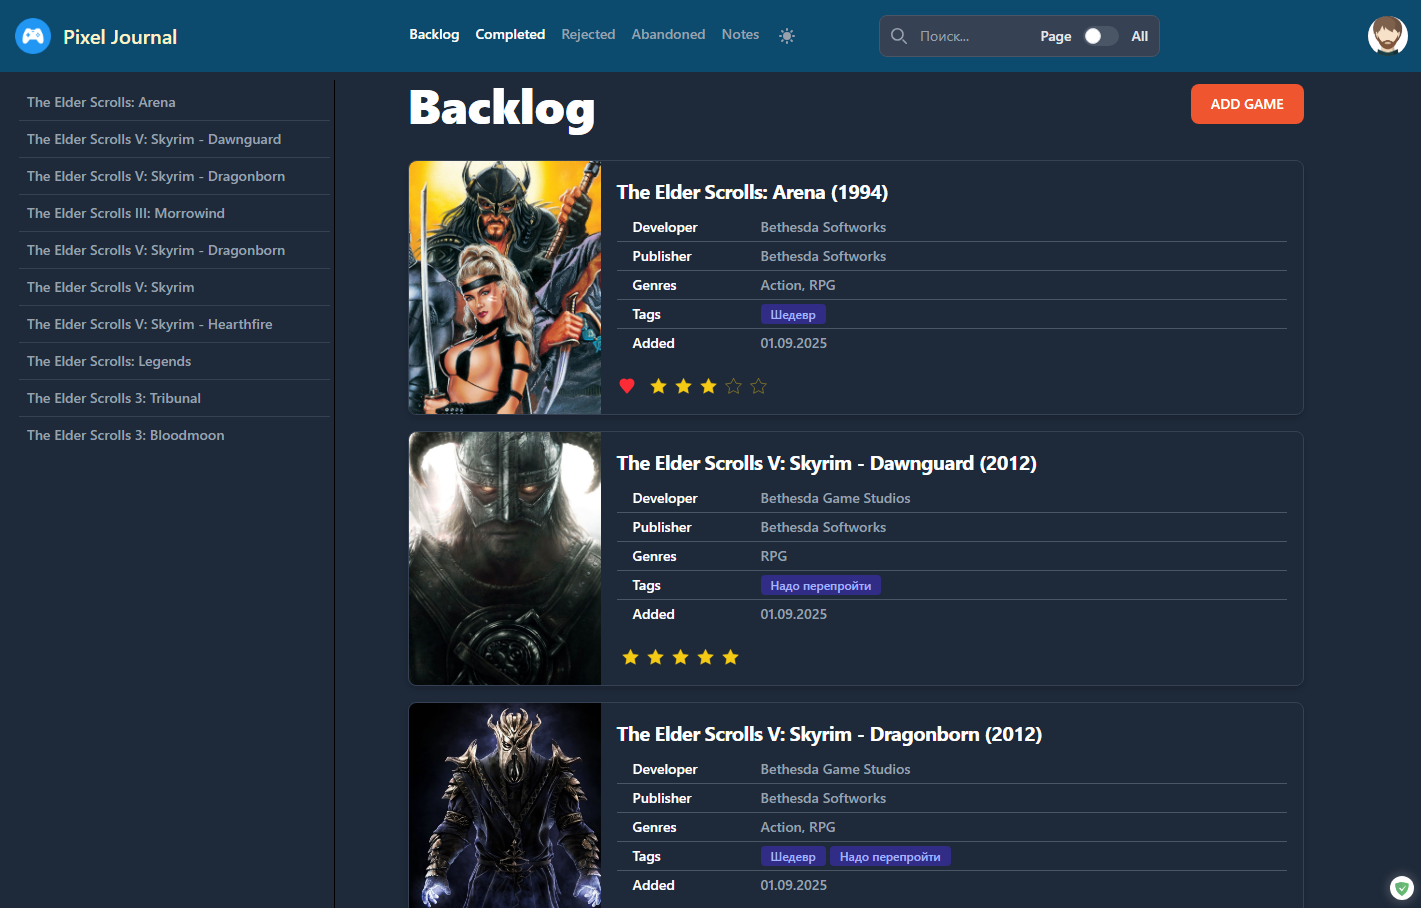 Pixel Journal
Backlog Completed Rejected Abandoned Notes
Поиск... Page All
The Elder Scrolls: Arena
The Elder Scrolls V: Skyrim - Dawnguard
The Elder Scrolls V: Skyrim - Dragonborn
The Elder Scrolls III: Morrowind
The Elder Scrolls V: Skyrim - Dragonborn
The Elder Scrolls V: Skyrim
The Elder Scrolls V: Skyrim - Hearthfire
The Elder Scrolls: Legends
The Elder Scrolls 3: Tribunal
The Elder Scrolls 3: Bloodmoon
Backlog
ADD GAME
The Elder Scrolls: Arena (1994)
Developer Bethesda Softworks
Publisher Bethesda Softworks
Genres Action, RPG
Tags Шедевр
Added 01.09.2025
The Elder Scrolls V: Skyrim - Dawnguard (2012)
Developer Bethesda Game Studios
Publisher Bethesda Softworks
Genres RPG
Tags Надо перепройти
Added 01.09.2025
The Elder Scrolls V: Skyrim - Dragonborn (2012)
Developer Bethesda Game Studios
Publisher Bethesda Softworks
Genres Action, RPG
Tags Шедевр Надо перепройти
Added 01.09.2025